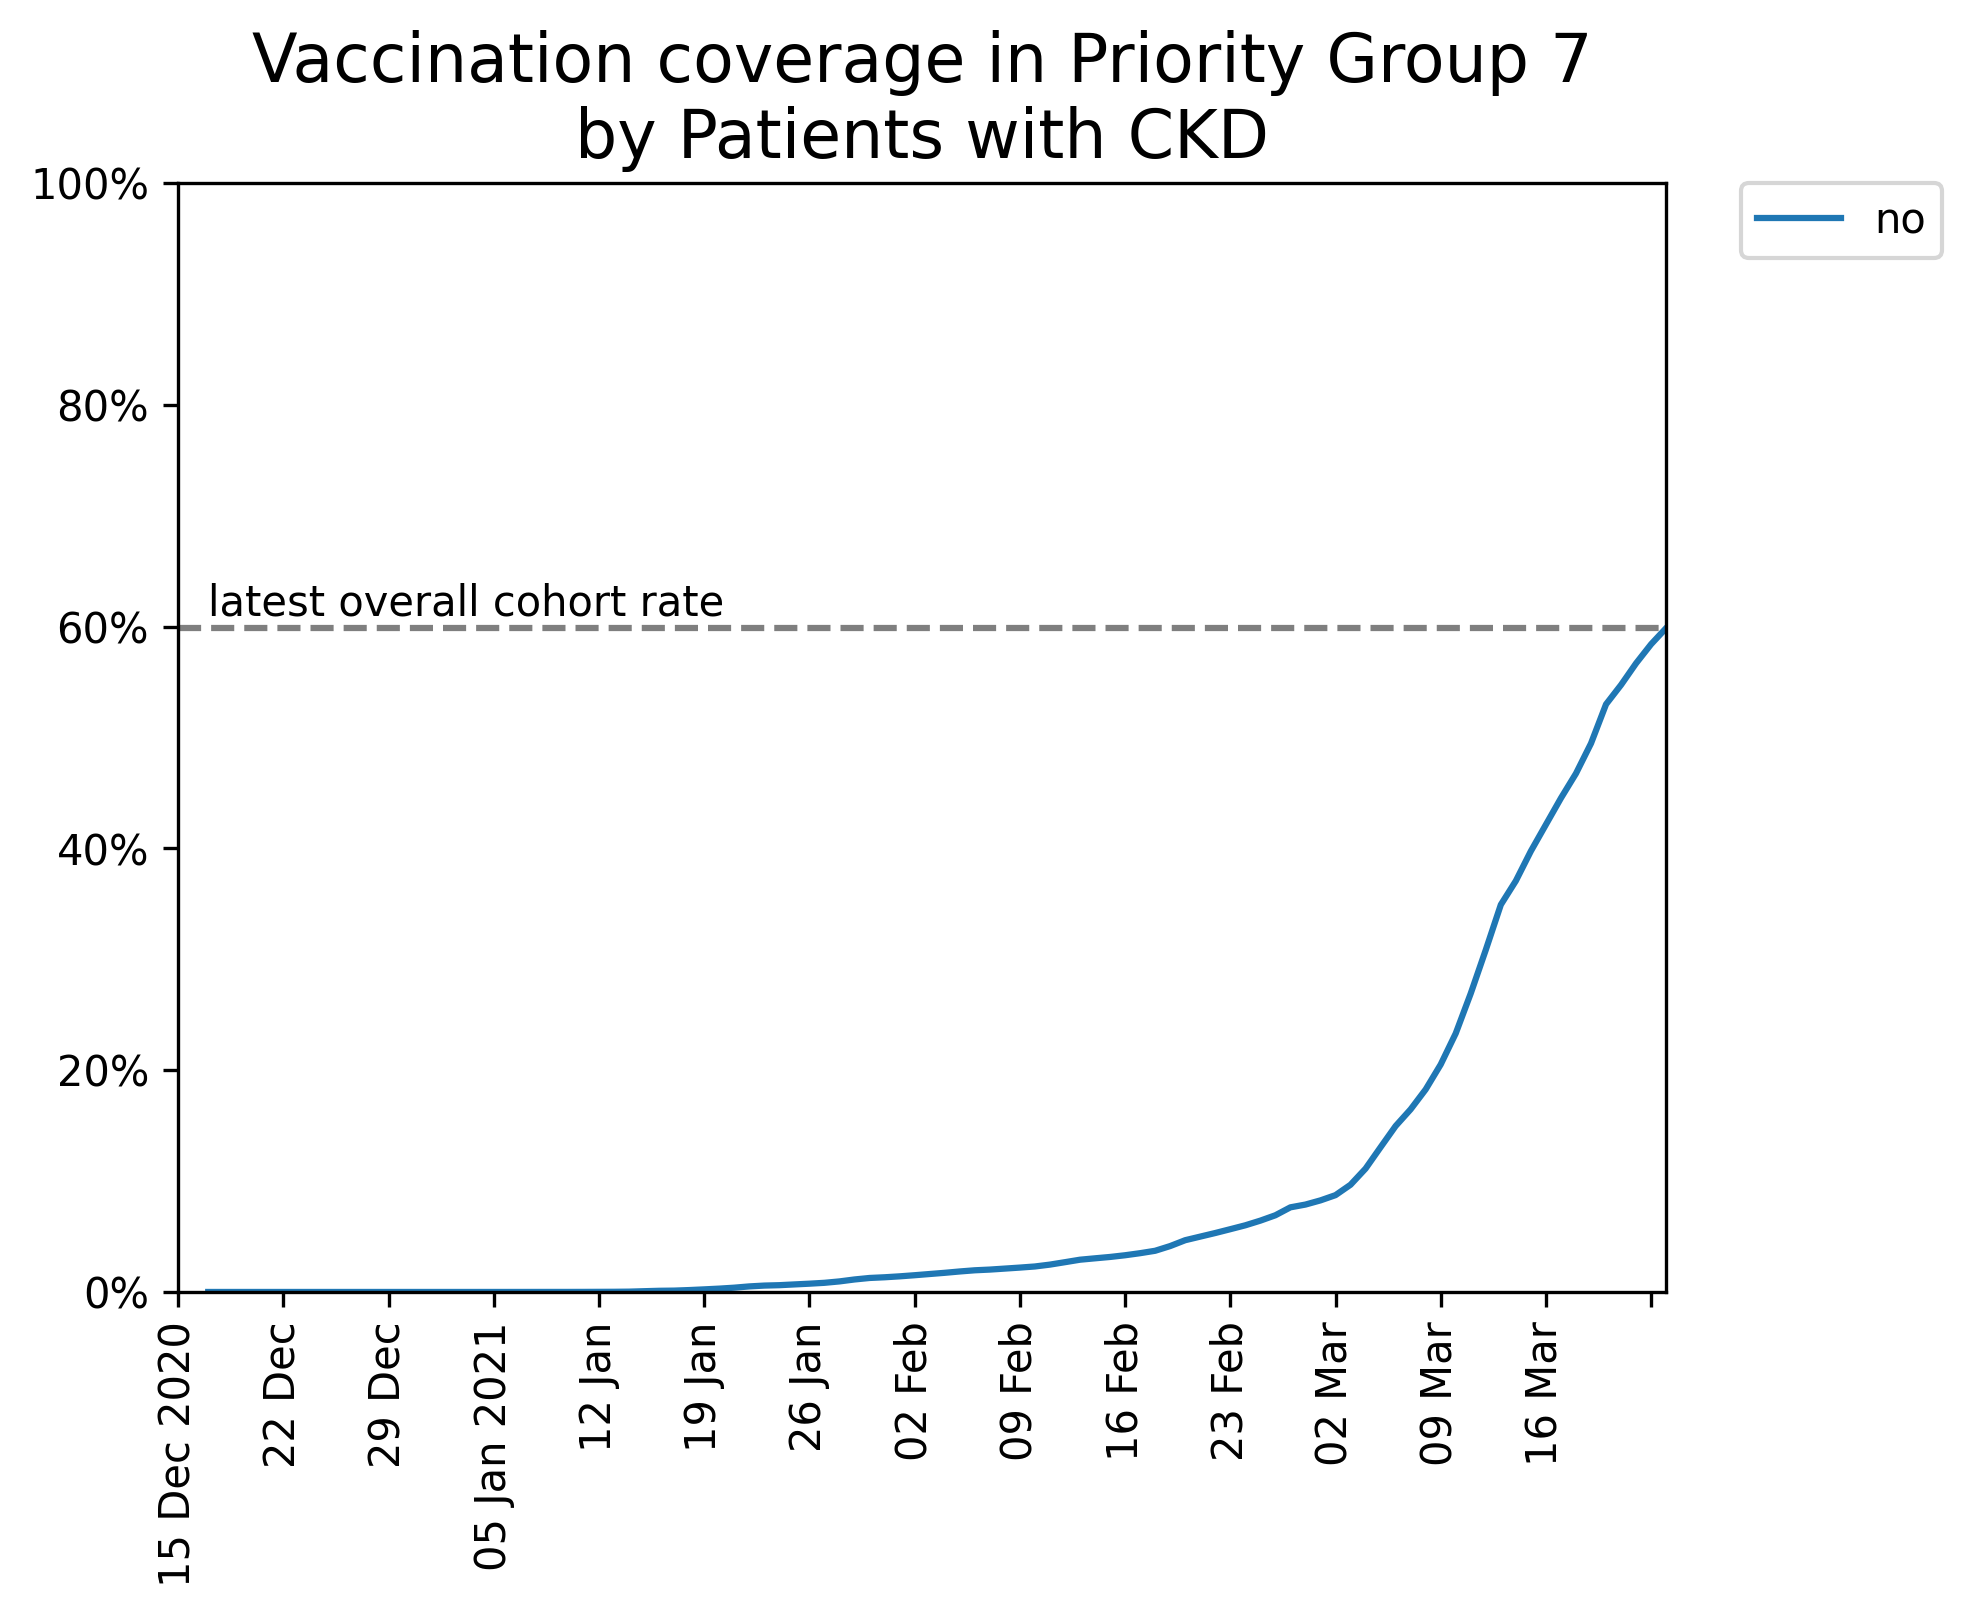 Vaccination coverage in Priority Group 7
by Patients with CKD
100%
80%
60%
40%
20%
0%
latest overall cohort rate
no
15 Dec 2020
22 Dec
29 Dec
05 Jan 2021
12 Jan
19 Jan
26 Jan
02 Feb
09 Feb
16 Feb
23 Feb
02 Mar
09 Mar
16 Mar